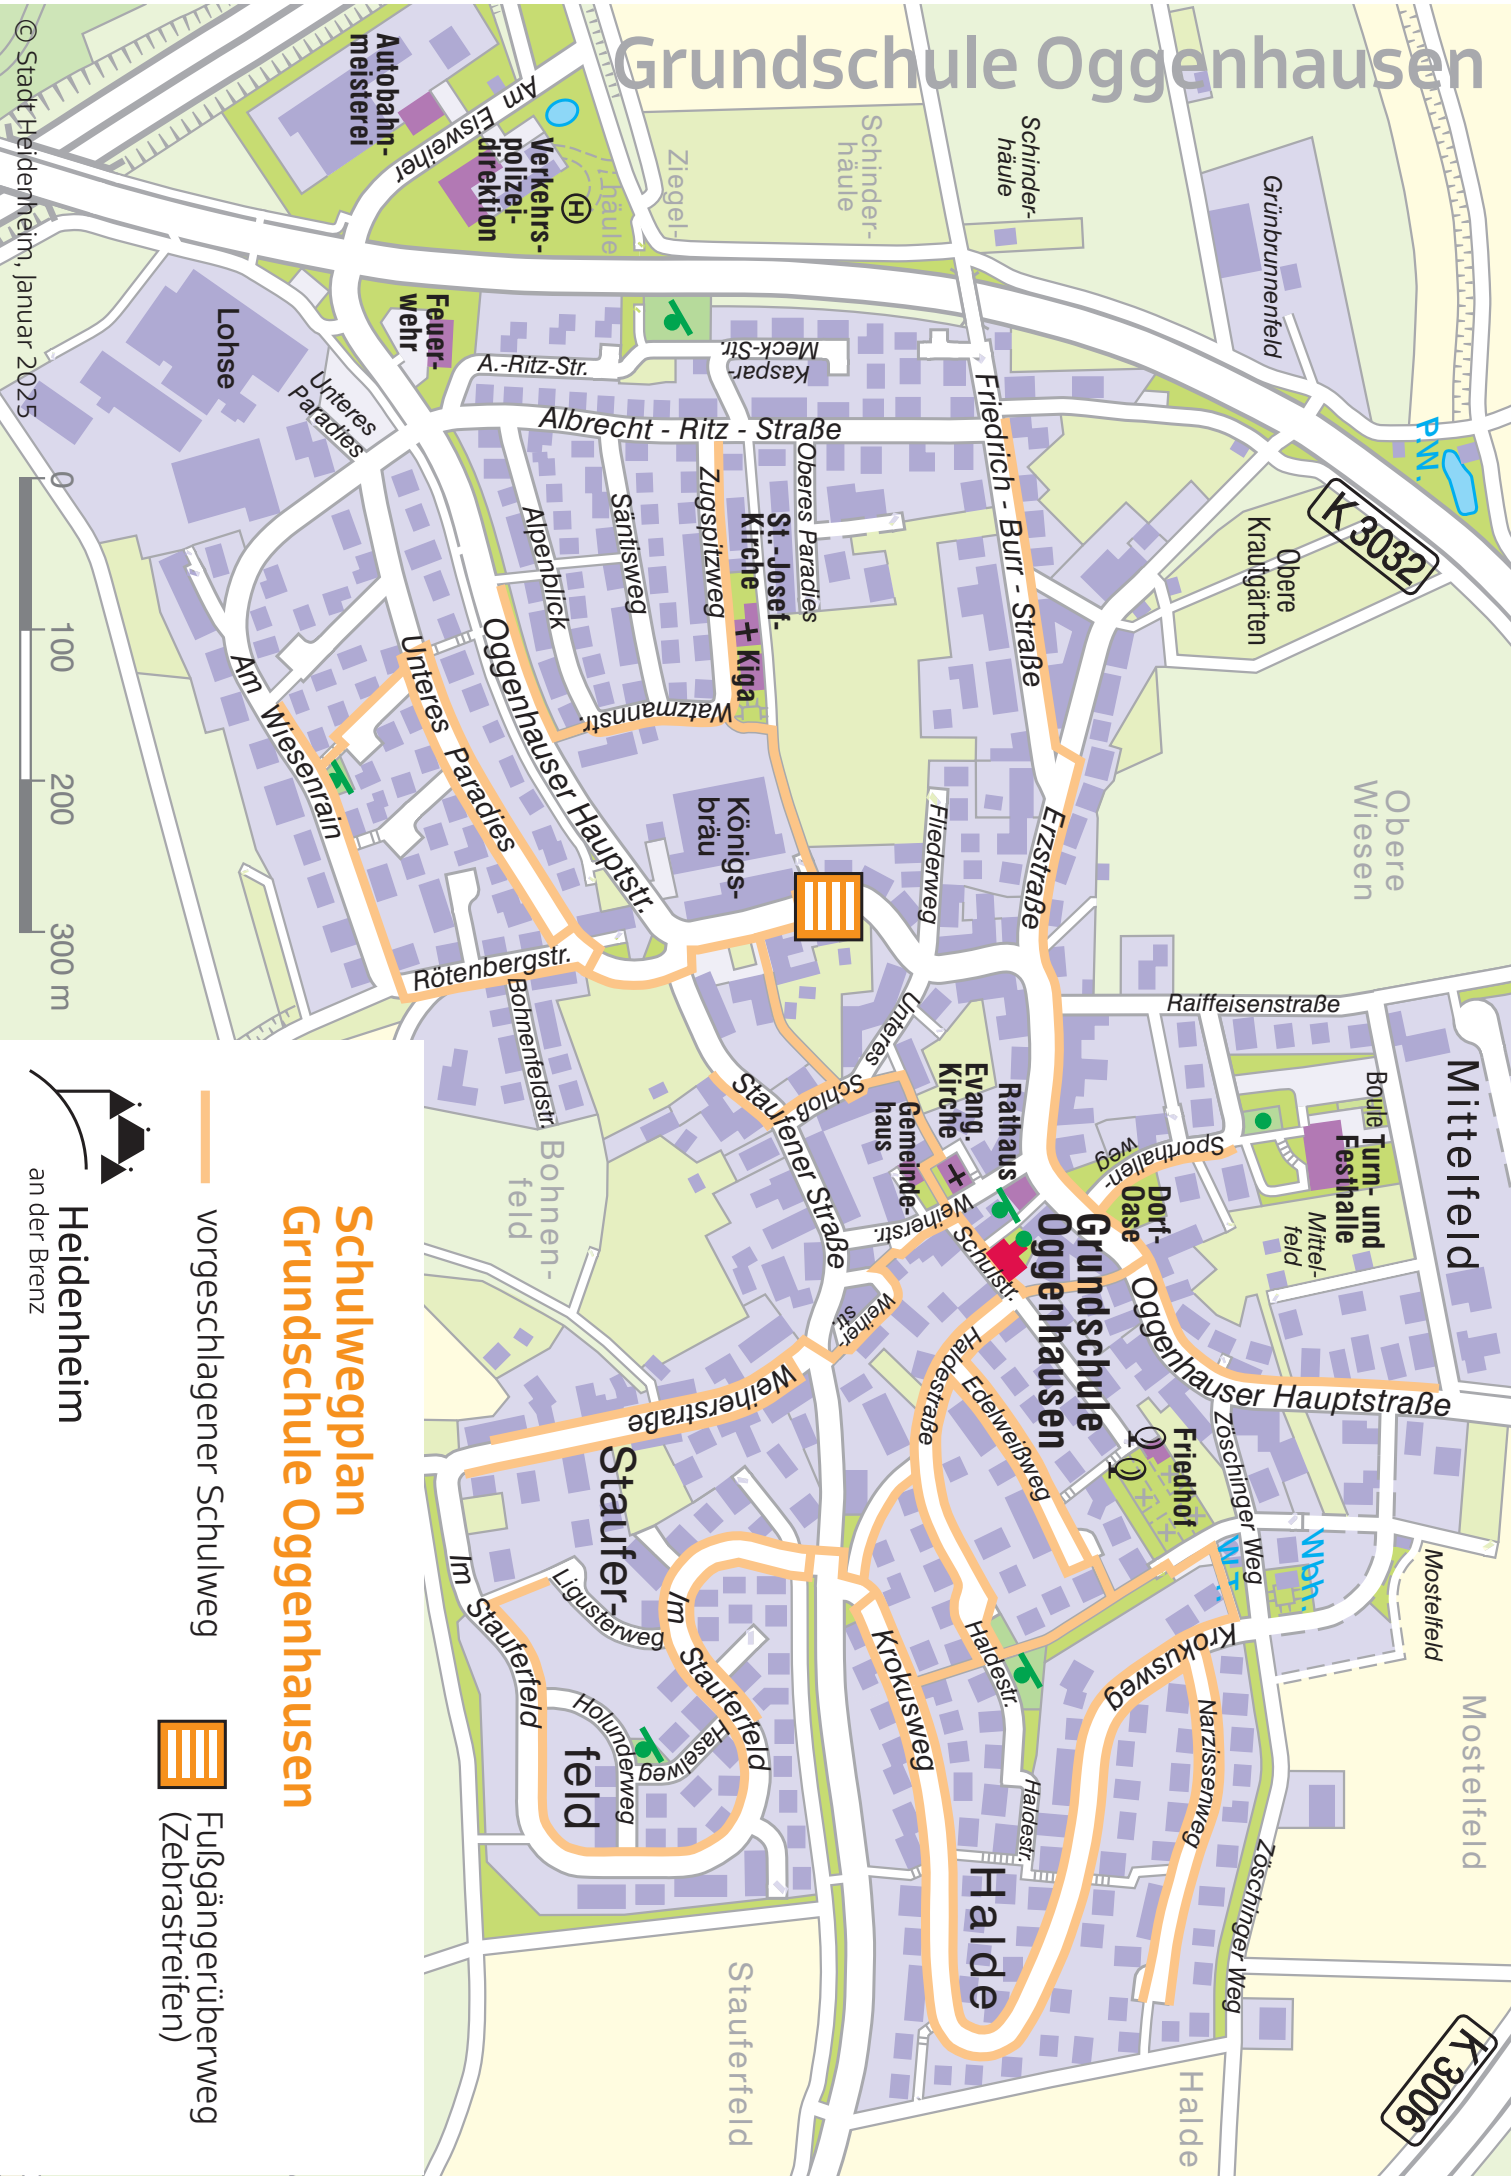 Grundschule Oggenhausen
© Stadt Heidenheim, Januar 2025
Autobahn-
meisterei
Am Eisweiher
Verkehrs-
polizei-
direktion
H
Ziegel-
häule
Schinder-
häule
Schinder-
häule
Grünbrunnenfeld
P.W.
K 3032
Obere
Krautgärten
Obere
Wiesen
Feuer-
wehr
Lohse
Unteres
Paradies
A.-Ritz-Str.
Kaspar-
Meck-Str.
Albrecht - Ritz - Straße
Friedrich - Burr - Straße
Oberes Paradies
St.-Josef-
Kirche
Kiga
Zugspitzweg
Säntisweg
Alpenblick
Watzmannstr.
Oggenhauser Hauptstr.
Unteres Paradies
Am Wiesenrain
Königs-
bräu
Fliederweg
Erzstraße
Rötenbergstr.
Bohnenfeldstr.
Bohnen-
feld
Raiffeisenstraße
Mittelfeld
Boule
Turn- und
Festhalle
Mittel-
feld
Sporthallen-
weg
Dorf-
Oase
Unteres
Schloß
Evang.
Kirche
Rathaus
Gemeinde-
haus
Staufener Straße
Weiherstr.
Schulstr.
Grundschule
Oggenhausen
Oggenhauser Hauptstraße
Weiher-
str.
Weiherstraße
Haldestraße
Edelweißweg
Friedhof
Zöschinger Weg
W.T.
Wbh.
Mostelfeld
Mostelfeld
Staufer-
feld
Im Stauferfeld
Ligusterweg
Im Stauferfeld
Holunderweg
Haselweg
Krokusweg
Haldestr.
Haldestr.
Krokusweg
Narzissenweg
Zöschinger Weg
Halde
Stauferfeld
Halde
K 3006
0
100
200
300 m
Schulwegplan
Grundschule Oggenhausen
vorgeschlagener Schulweg
Fußgängerüberweg
(Zebrastreifen)
Heidenheim
an der Brenz